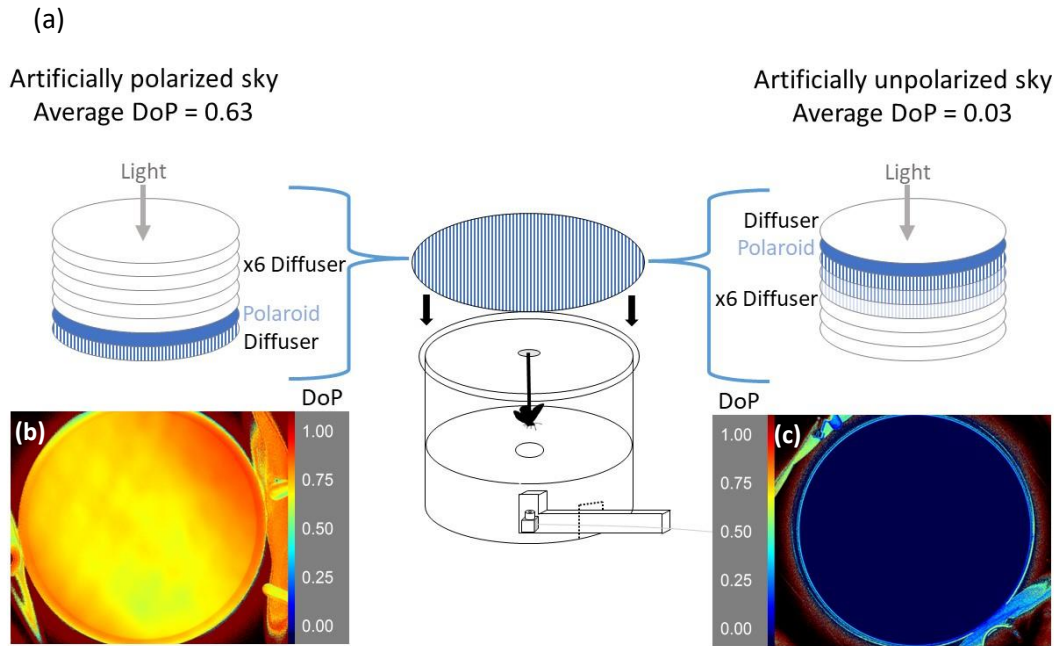 (a)
Artificially polarized sky
Average DoP = 0.63
Light
x6 Diffuser
Polaroid
Diffuser
Artificially unpolarized sky
Average DoP = 0.03
Light
Diffuser
Polaroid
x6 Diffuser
(b)
DoP
1.00
0.75
0.50
0.25
0.00
DoP
1.00
0.75
0.50
0.25
0.00
(c)